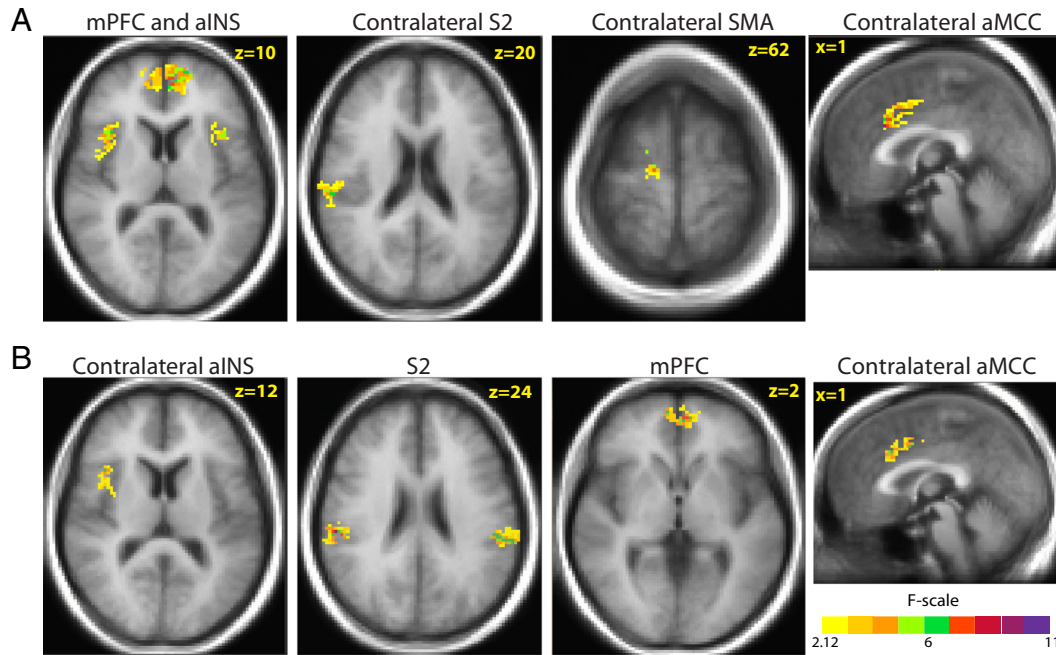 A
mPFC and aINS
Contralateral S2
Contralateral SMA
Contralateral aMCC
z=10
z=20
z=62
x=1
B
Contralateral aINS
S2
mPFC
Contralateral aMCC
z=12
z=24
z=2
x=1
F-scale
2.12 6 11